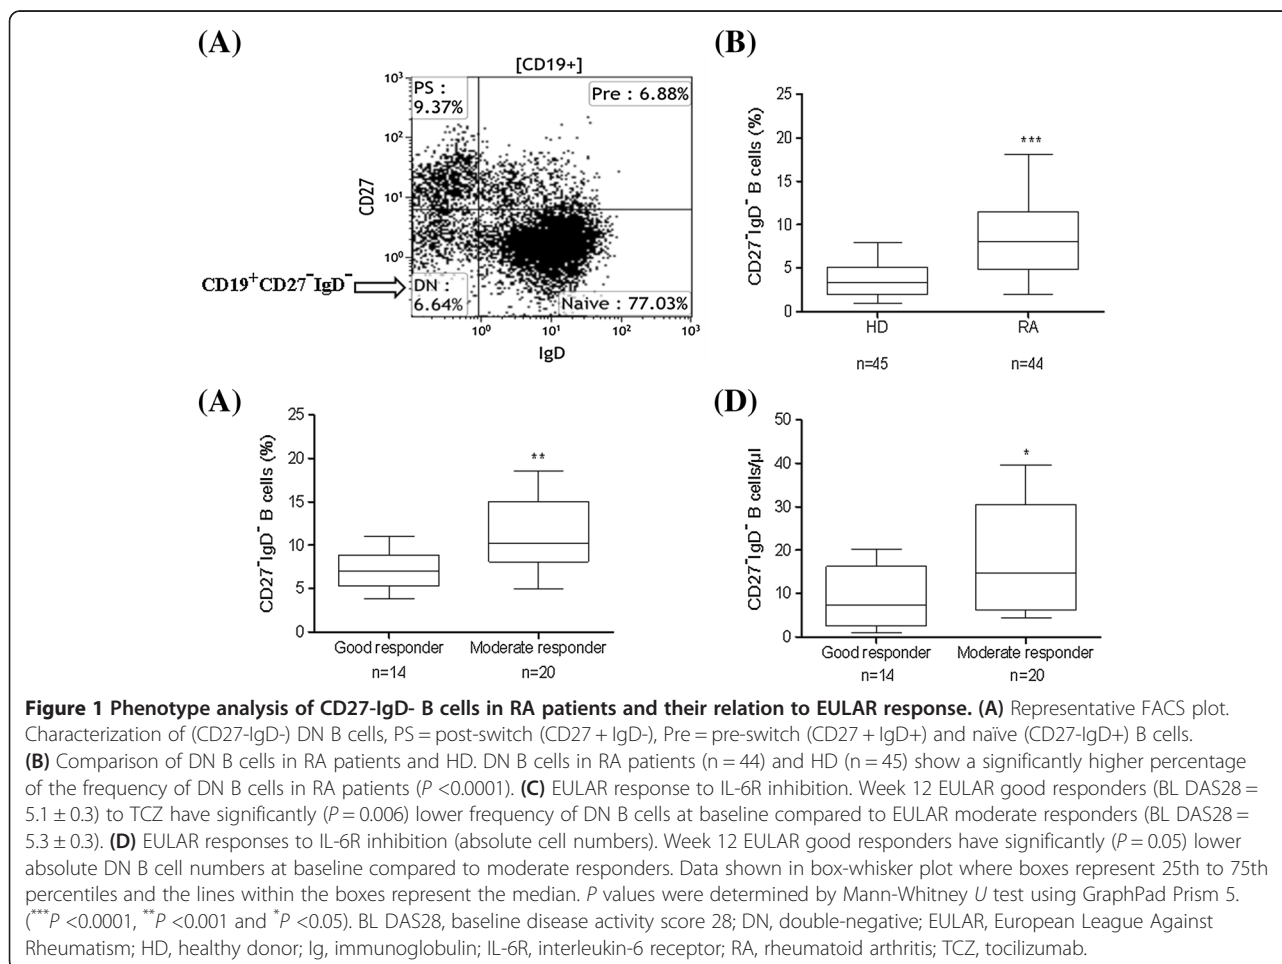 (A)
[CD19+]
PS :
9.37%
Pre : 6.88%
10³
10²
10¹
10⁰
CD27
CD19⁺CD27⁻IgD⁻
DN :
6.64%
Naive : 77.03%
10⁰ 10¹ 10² 10³
IgD
(B)
CD27⁻IgD⁻ B cells (%)
25
20
15
10
5
0
***
HD RA
n=45 n=44
(A)
CD27⁻IgD⁻ B cells (%)
25
20
15
10
5
0
**
Good responder Moderate responder
n=14 n=20
(D)
CD27⁻IgD⁻ B cells/µl
50
40
30
20
10
0
*
Good responder Moderate responder
n=14 n=20
Figure 1 Phenotype analysis of CD27-IgD- B cells in RA patients and their relation to EULAR response. (A) Representative FACS plot.
Characterization of (CD27-IgD-) DN B cells, PS = post-switch (CD27 + IgD-), Pre = pre-switch (CD27 + IgD+) and naïve (CD27-IgD+) B cells.
(B) Comparison of DN B cells in RA patients and HD. DN B cells in RA patients (n = 44) and HD (n = 45) show a significantly higher percentage
of the frequency of DN B cells in RA patients (P <0.0001). (C) EULAR response to IL-6R inhibition. Week 12 EULAR good responders (BL DAS28 =
5.1 ± 0.3) to TCZ have significantly (P = 0.006) lower frequency of DN B cells at baseline compared to EULAR moderate responders (BL DAS28 =
5.3 ± 0.3). (D) EULAR responses to IL-6R inhibition (absolute cell numbers). Week 12 EULAR good responders have significantly (P = 0.05) lower
absolute DN B cell numbers at baseline compared to moderate responders. Data shown in box-whisker plot where boxes represent 25th to 75th
percentiles and the lines within the boxes represent the median. P values were determined by Mann-Whitney U test using GraphPad Prism 5.
(***P <0.0001, **P <0.001 and *P <0.05). BL DAS28, baseline disease activity score 28; DN, double-negative; EULAR, European League Against
Rheumatism; HD, healthy donor; Ig, immunoglobulin; IL-6R, interleukin-6 receptor; RA, rheumatoid arthritis; TCZ, tocilizumab.